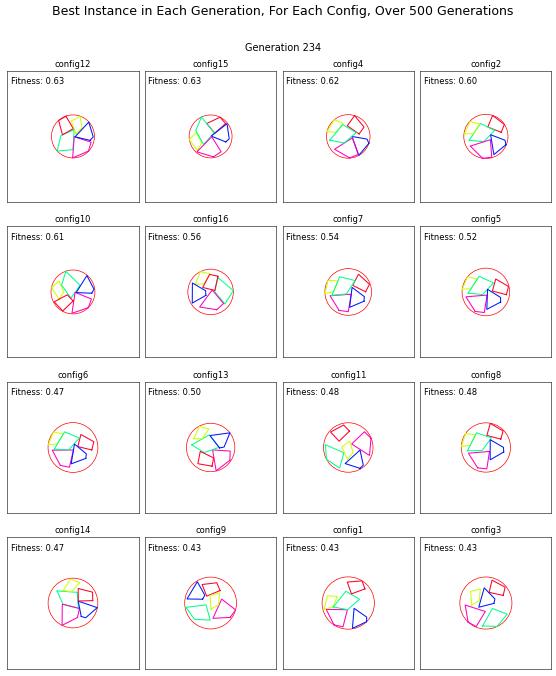 Best Instance in Each Generation, For Each Config, Over 500 Generations
Generation 234
config12
config15
config4
config2
Fitness: 0.63
Fitness: 0.63
Fitness: 0.62
Fitness: 0.60
config10
config16
config7
config5
Fitness: 0.61
Fitness: 0.56
Fitness: 0.54
Fitness: 0.52
config6
config13
config11
config8
Fitness: 0.47
Fitness: 0.50
Fitness: 0.48
Fitness: 0.48
config14
config9
config1
config3
Fitness: 0.47
Fitness: 0.43
Fitness: 0.43
Fitness: 0.43